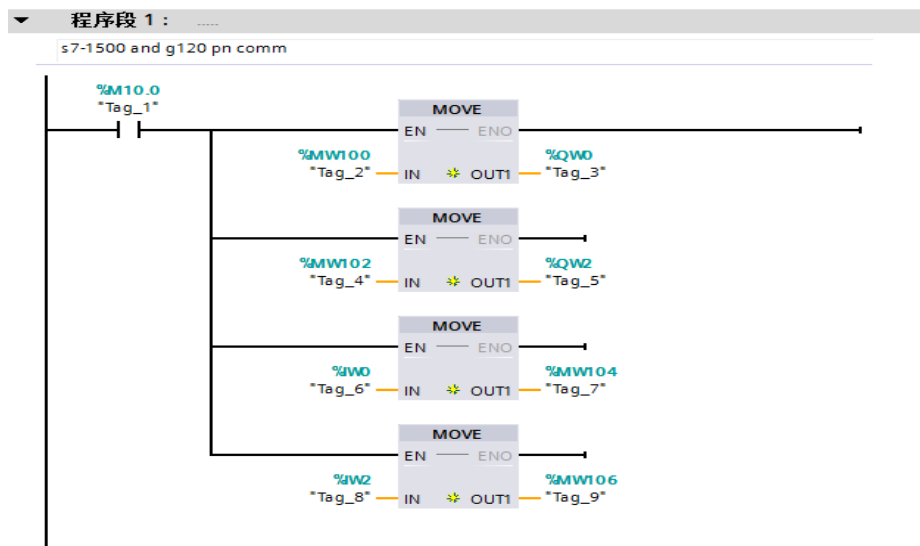 程序段 1： .....
s7-1500 and g120 pn comm
%M10.0
"Tag_1"
MOVE
EN ENO
%MW100 %QW0
"Tag_2" IN OUT1 "Tag_3"
MOVE
EN ENO
%MW102 %QW2
"Tag_4" IN OUT1 "Tag_5"
MOVE
EN ENO
%IW0 %MW104
"Tag_6" IN OUT1 "Tag_7"
MOVE
EN ENO
%IW2 %MW106
"Tag_8" IN OUT1 "Tag_9"